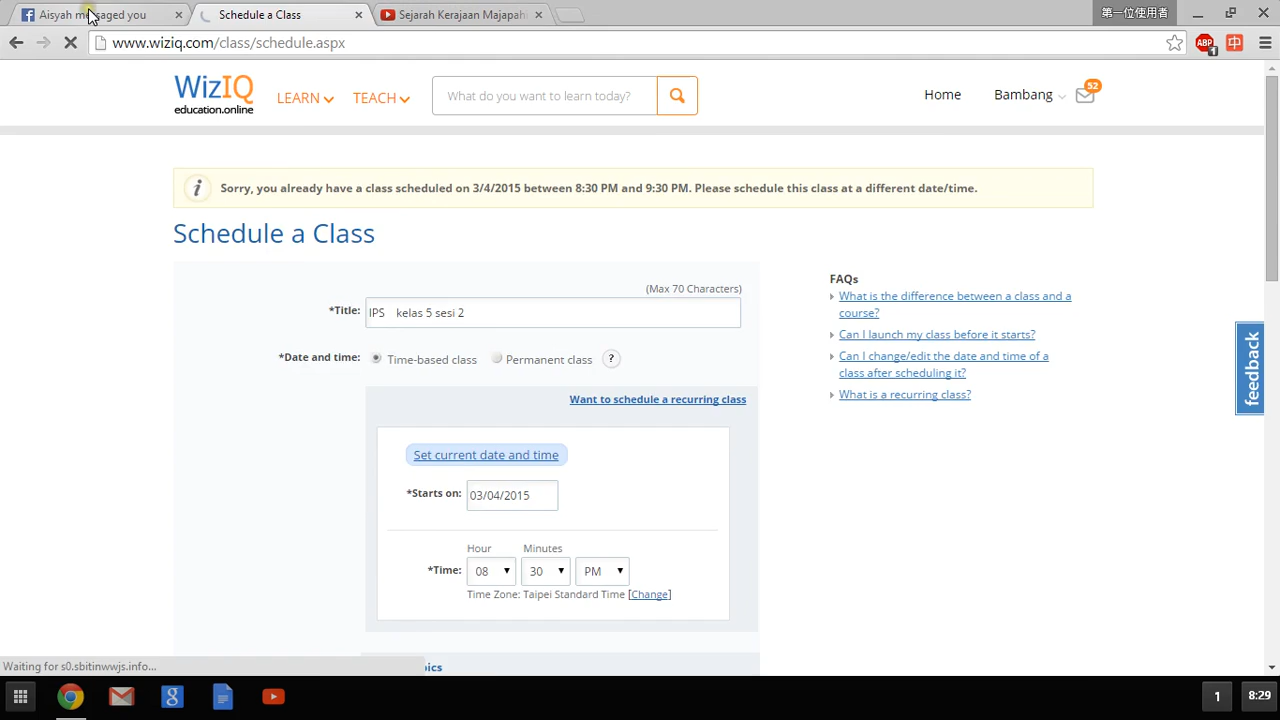 Aisyah messaged you
Schedule a Class
Sejarah Kerajaan Majapahi
第一位使用者
www.wiziq.com/class/schedule.aspx
ABP
1
中
WizIQ
education.online
LEARN
TEACH
What do you want to learn today?
Home
Bambang
52
Sorry, you already have a class scheduled on 3/4/2015 between 8:30 PM and 9:30 PM. Please schedule this class at a different date/time.
Schedule a Class
(Max 70 Characters)
*Title:
IPS kelas 5 sesi 2
*Date and time:
Time-based class
Permanent class
?
Want to schedule a recurring class
Set current date and time
*Starts on:
03/04/2015
Hour
Minutes
*Time:
08
30
PM
Time Zone: Taipei Standard Time [Change]
FAQs
What is the difference between a class and a
course?
Can I launch my class before it starts?
Can I change/edit the date and time of a
class after scheduling it?
What is a recurring class?
feedback
Waiting for s0.sbitinwwjs.info...
pics
1
8:29